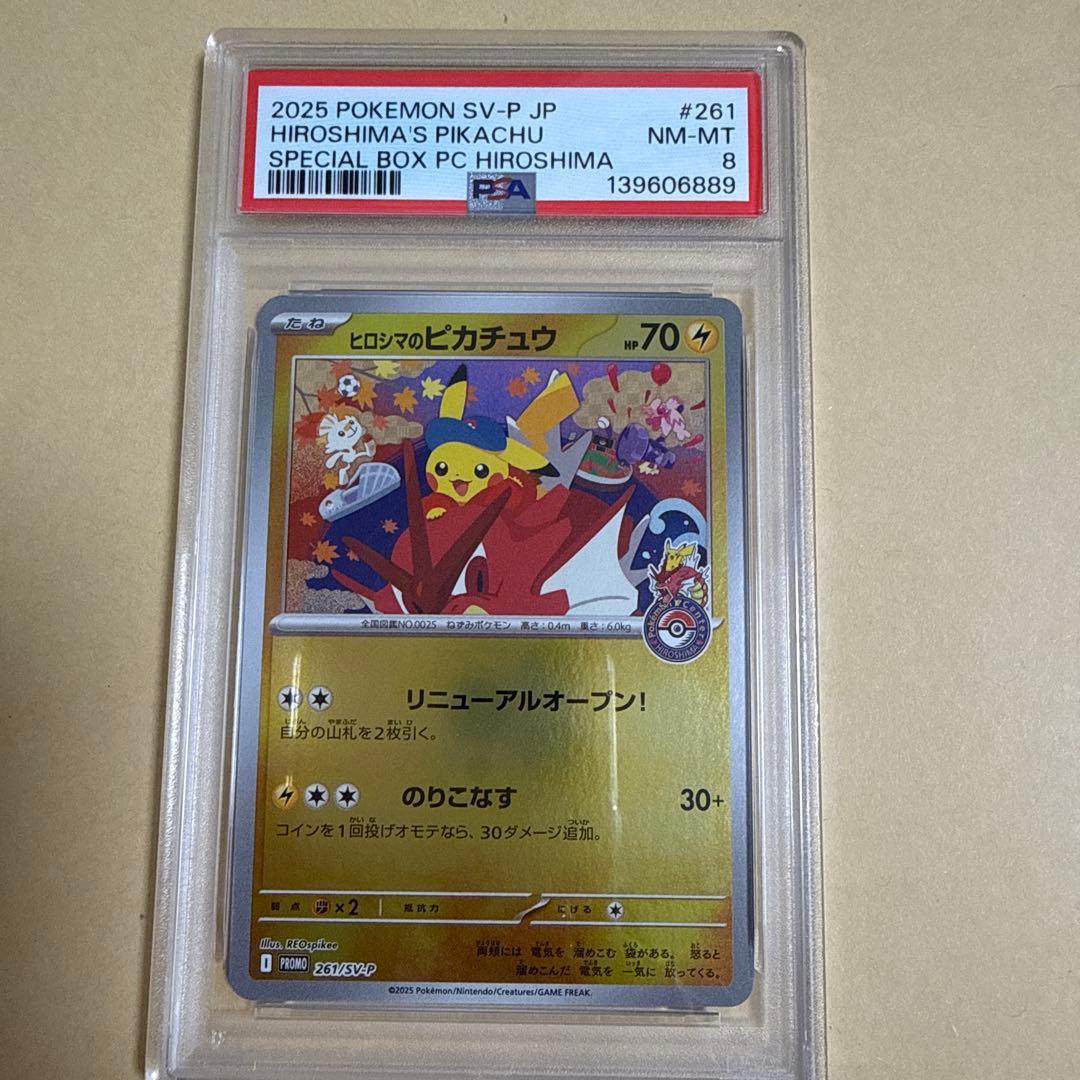 2025 POKEMON SV-P JP #261
HIROSHIMA'S PIKACHU NM-MT
SPECIAL BOX PC HIROSHIMA 8
PSA 139606889
たね
ヒロシマのピカチュウ HP 70
全国図鑑NO.0025 ねずみポケモン 高さ:0.4m 重さ:6.0kg
Pokémon Center
HIROSHIMA
リニューアルオープン!
自分の山札を2枚引く。
のりこなす 30+
コインを1回投げオモテなら、30ダメージ追加。
弱点 ×2 抵抗力 にげる
Illus. REOspikee
両頬には 電気を 溜めこむ 袋がある。 怒ると
溜めこんだ 電気を 一気に 放ってくる。
I PROMO 261/SV-P
©2025 Pokémon/Nintendo/Creatures/GAME FREAK.